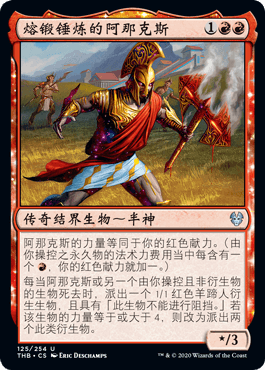 熔锻锤炼的阿那克斯 1
传奇结界生物～半神
阿那克斯的力量等同于你的红色献力。（由
你操控之永久物的法术力费用当中每含有一
个，你的红色献力就加一。）
每当阿那克斯或另一个由你操控且非衍生物
的生物死去时，派出一个1/1红色羊蹄人衍
生生物，且具有「此生物不能进行阻挡。」若
该生物的力量等于或大于4，则改为派出两
个此类衍生物。
*/3
125/254 U
THB • CS Eric Deschamps
™ & © 2020 Wizards of the Coast